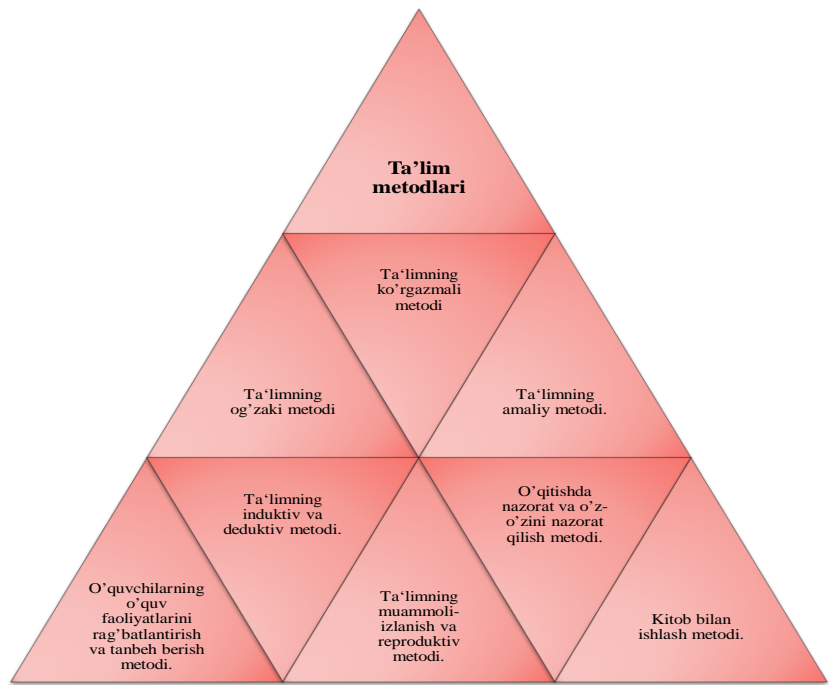 Ta’lim
metodlari
Ta‘limning
ko’rgazmali
metodi
Ta‘limning
og’zaki metodi
Ta‘limning
amaliy metodi.
Ta‘limning
induktiv va
deduktiv metodi.
O’qitishda
nazorat va o’z-
o’zini nazorat
qilish metodi.
O’quvchilarning
o’quv
faoliyatlarini
rag’batlantirish
va tanbeh berish
metodi.
Ta‘limning
muammoli-
izlanish va
reproduktiv
metodi.
Kitob bilan
ishlash metodi.